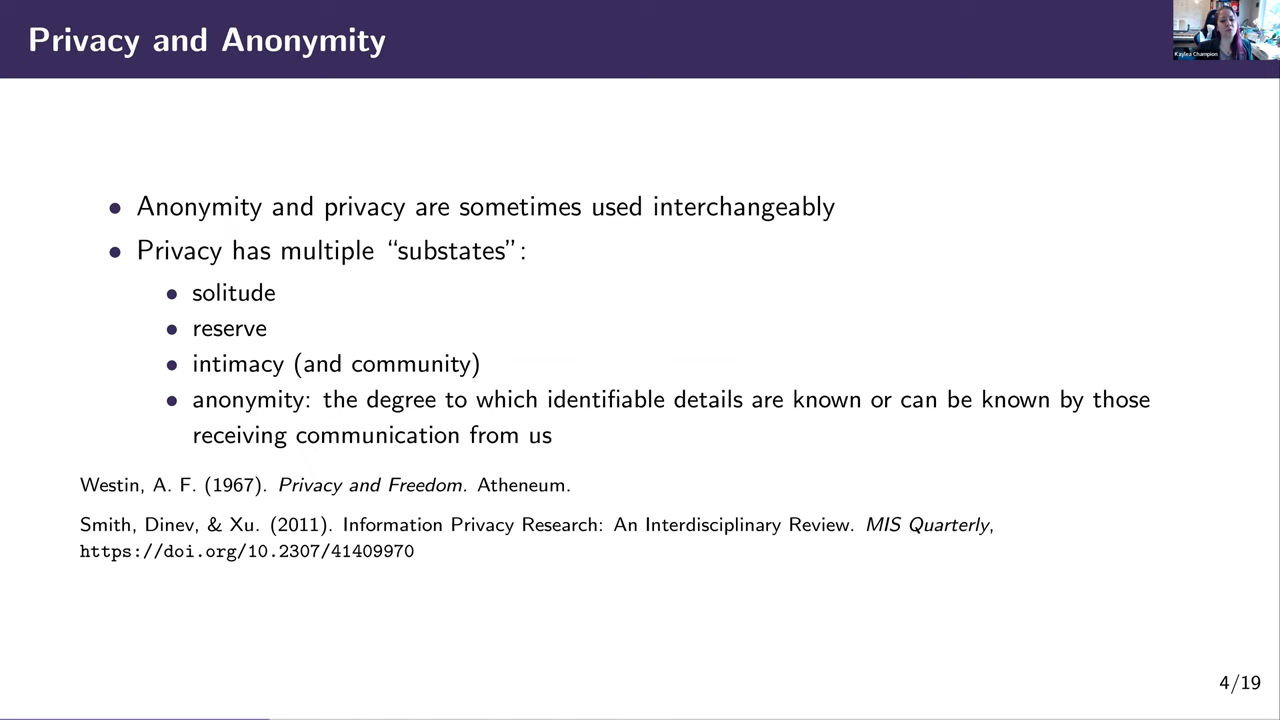 Privacy and Anonymity
Kaylea Champion
• Anonymity and privacy are sometimes used interchangeably
• Privacy has multiple “substates”:
• solitude
• reserve
• intimacy (and community)
• anonymity: the degree to which identifiable details are known or can be known by those
receiving communication from us
Westin, A. F. (1967). Privacy and Freedom. Atheneum.
Smith, Dinev, & Xu. (2011). Information Privacy Research: An Interdisciplinary Review. MIS Quarterly,
https://doi.org/10.2307/41409970
4/19